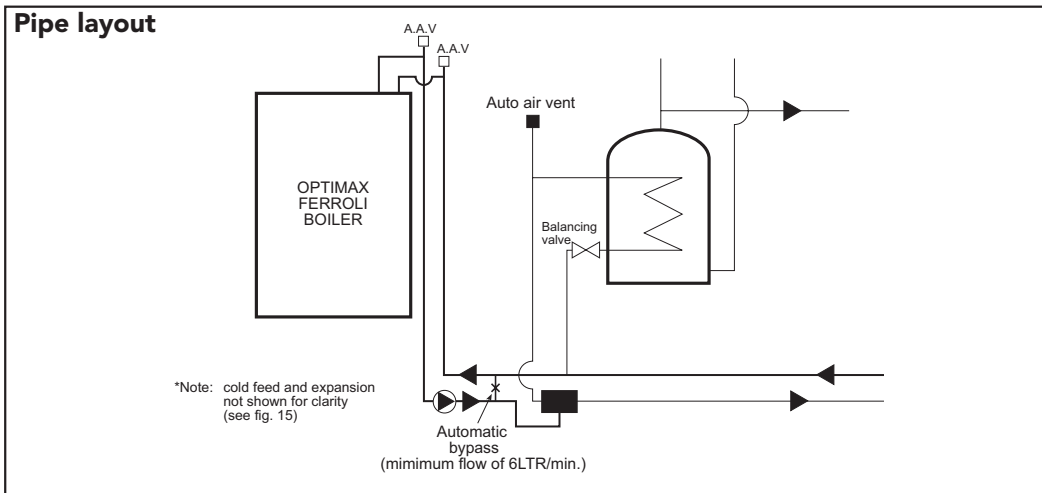 Pipe layout
A.A.V
A.A.V
Auto air vent
OPTIMAX
FERROLI
BOILER
Balancing
valve
*Note: cold feed and expansion
not shown for clarity
(see fig. 15)
Automatic
bypass
(mimimum flow of 6LTR/min.)